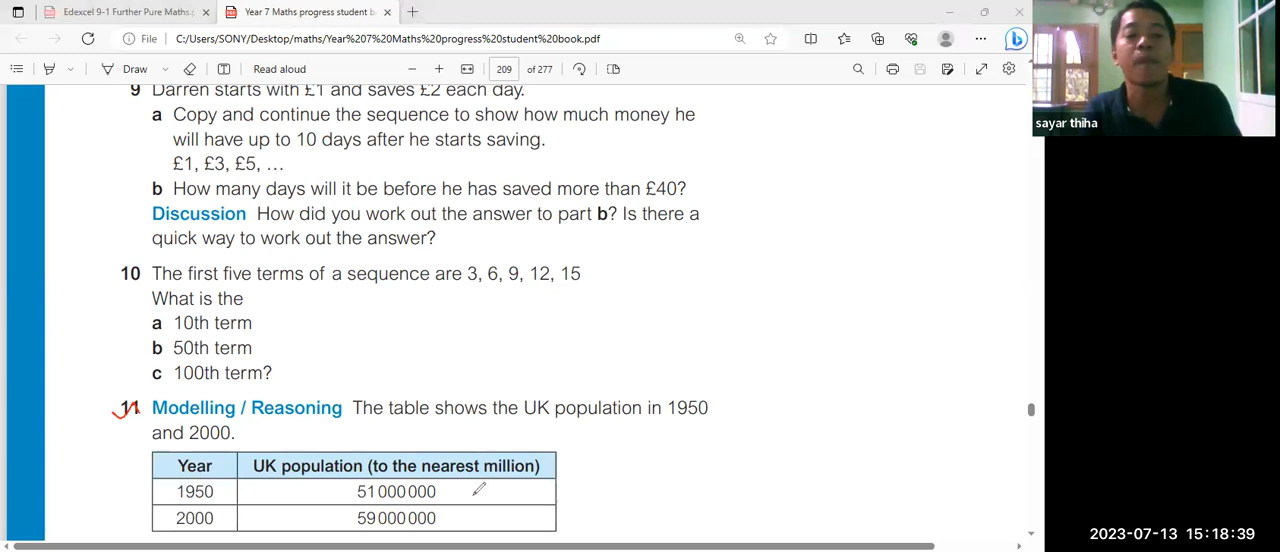 Edexcel 9-1 Further Pure Maths.p
Year 7 Maths progress student b
File
C:/Users/SONY/Desktop/maths/Year%207%20Maths%20progress%20student%20book.pdf
Draw
Read aloud
209 of 277
sayar thiha
9 Darren starts with £1 and saves £2 each day.
a Copy and continue the sequence to show how much money he
will have up to 10 days after he starts saving.
£1, £3, £5, …
b How many days will it be before he has saved more than £40?
Discussion How did you work out the answer to part b? Is there a
quick way to work out the answer?
10 The first five terms of a sequence are 3, 6, 9, 12, 15
What is the
a 10th term
b 50th term
c 100th term?
11 Modelling / Reasoning The table shows the UK population in 1950
and 2000.
Year UK population (to the nearest million)
1950 51 000 000
2000 59 000 000
2023-07-13 15:18:39